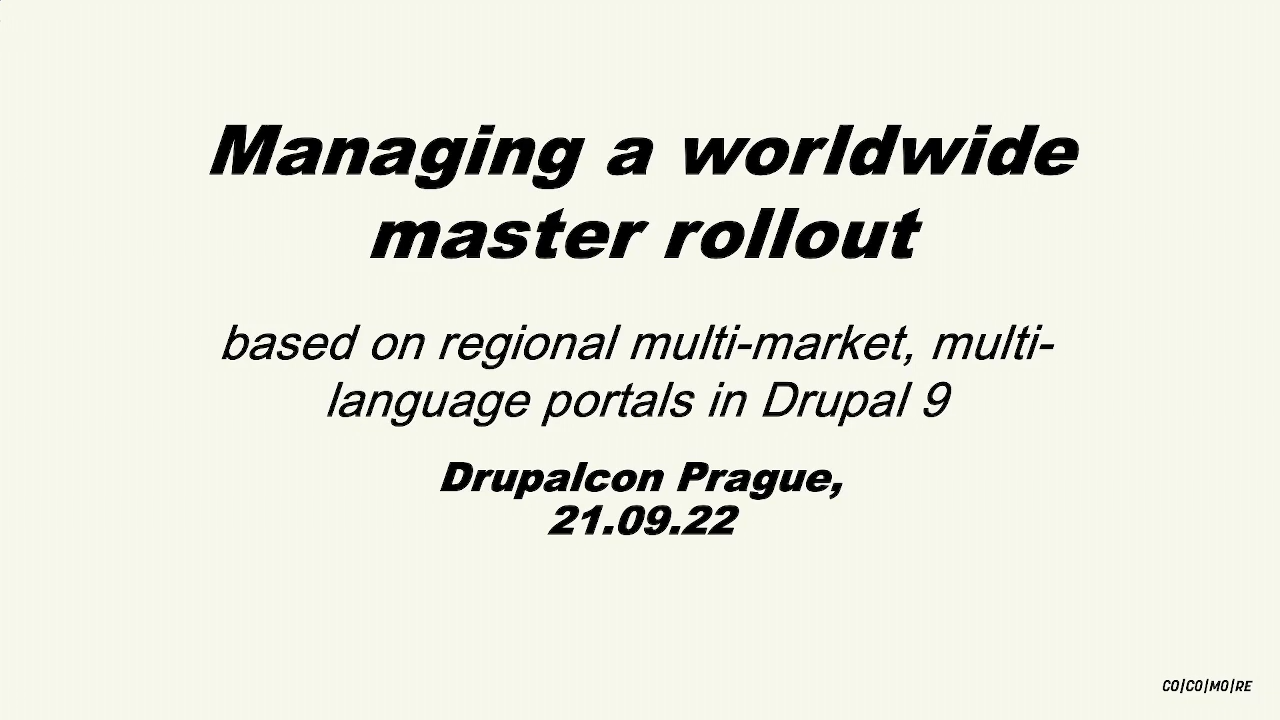 Managing a worldwide
master rollout
based on regional multi-market, multi-
language portals in Drupal 9
Drupalcon Prague,
21.09.22
CO|CO|MO|RE